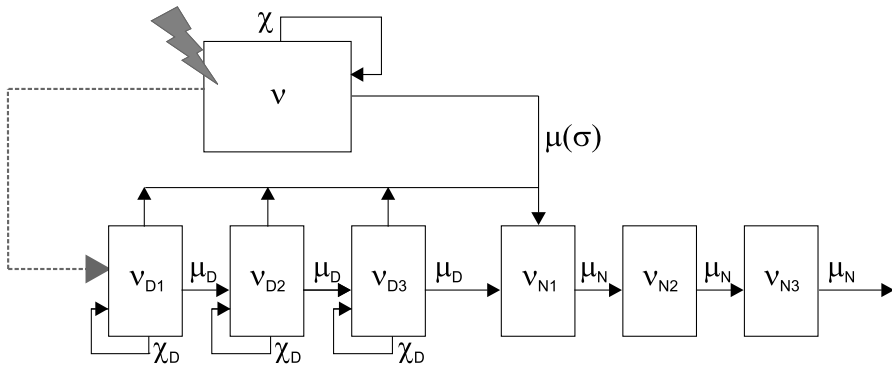 χ
ν
μ(σ)
ν_D1 μ_D ν_D2 μ_D ν_D3 μ_D ν_N1 μ_N ν_N2 μ_N ν_N3 μ_N
χ_D χ_D χ_D